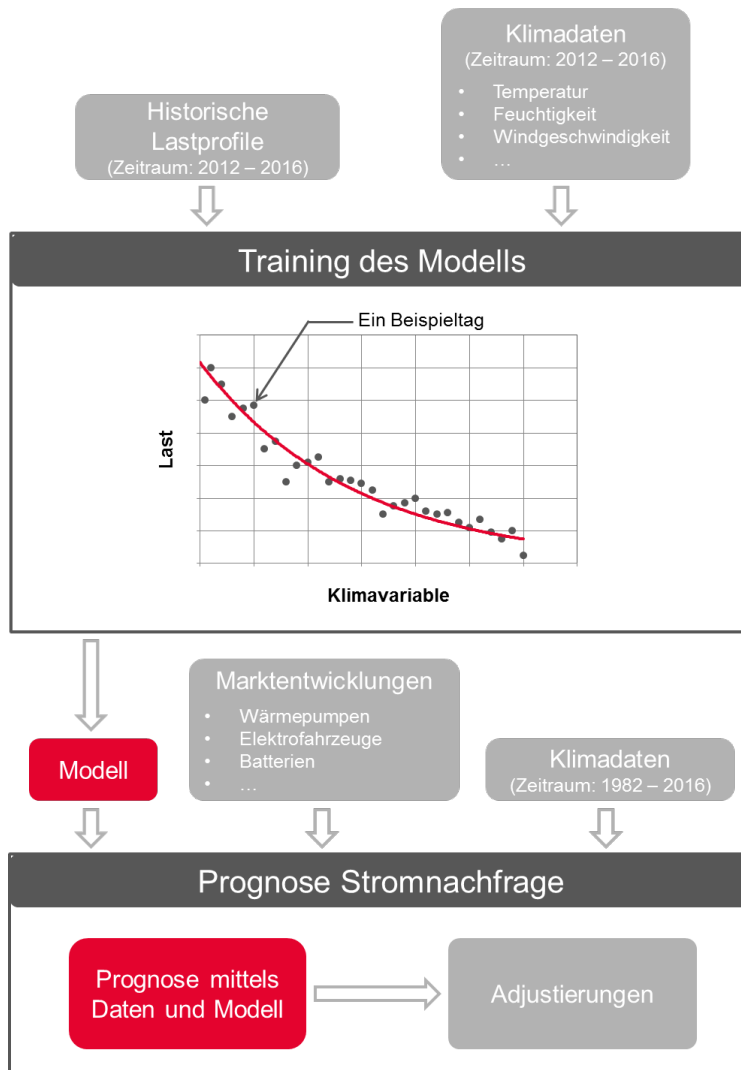 Klimadaten
(Zeitraum: 2012 – 2016)
• Temperatur
• Feuchtigkeit
• Windgeschwindigkeit
• …
Historische
Lastprofile
(Zeitraum: 2012 – 2016)
Training des Modells
Ein Beispieltag
Last
Klimavariable
Marktentwicklungen
• Wärmepumpen
• Elektrofahrzeuge
• Batterien
• …
Modell
Klimadaten
(Zeitraum: 1982 – 2016)
Prognose Stromnachfrage
Prognose mittels
Daten und Modell
Adjustierungen